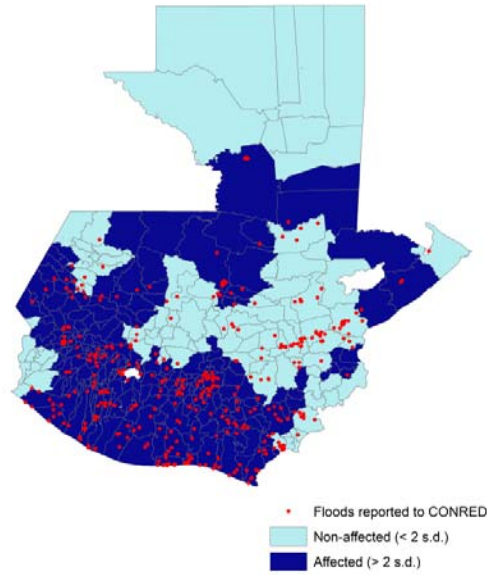 Floods reported to CONRED
Non-affected (< 2 s.d.)
Affected (> 2 s.d.)